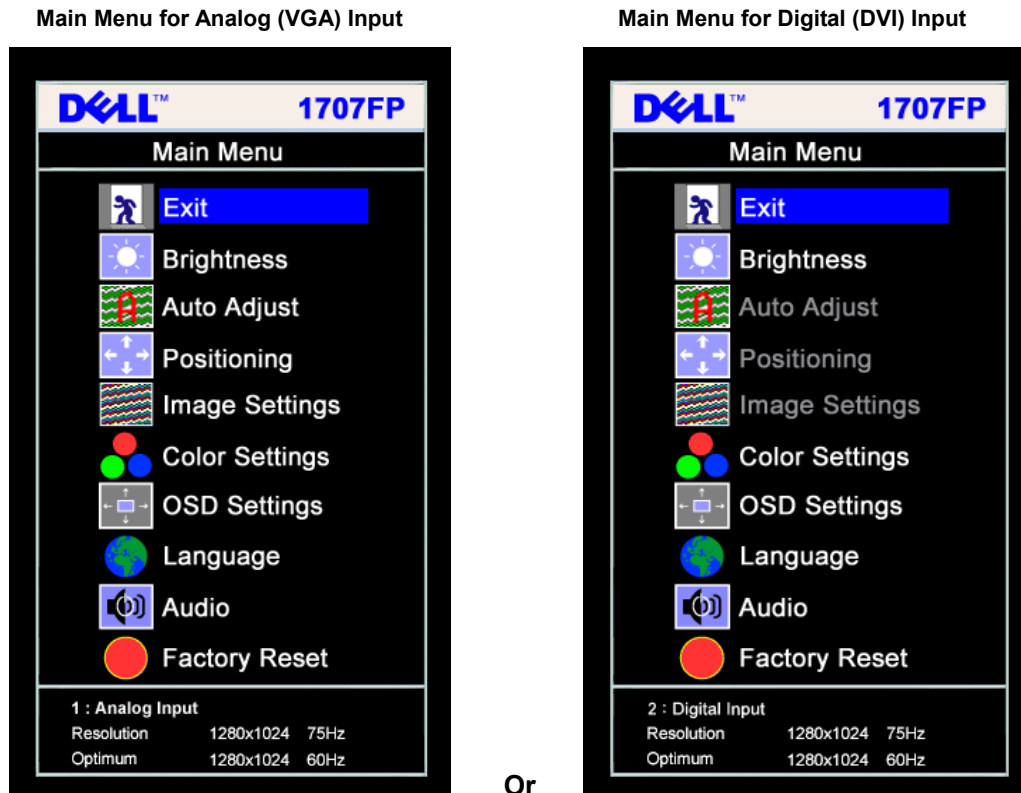 Main Menu for Analog (VGA) Input
DELL™ 1707FP
Main Menu
Exit
Brightness
Auto Adjust
Positioning
Image Settings
Color Settings
OSD Settings
Language
Audio
Factory Reset
1 : Analog Input
Resolution 1280x1024 75Hz
Optimum 1280x1024 60Hz
Or
Main Menu for Digital (DVI) Input
DELL™ 1707FP
Main Menu
Exit
Brightness
Auto Adjust
Positioning
Image Settings
Color Settings
OSD Settings
Language
Audio
Factory Reset
2 : Digital Input
Resolution 1280x1024 75Hz
Optimum 1280x1024 60Hz